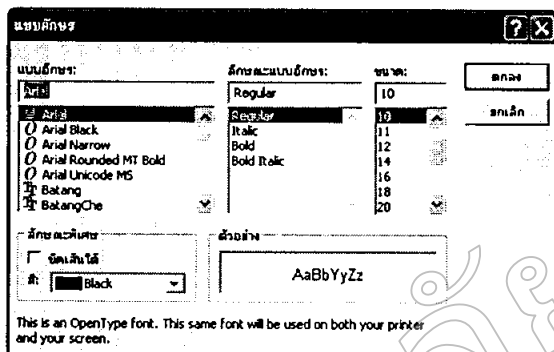 แบบอักษร
แบบอักษร: ลักษณะแบบอักษร: ขนาด:
Arial Regular 10 ตกลง
Arial Regular 10 ยกเลิก
Arial Black Italic 11
Arial Narrow Bold 12
Arial Rounded MT Bold Bold Italic 14
Arial Unicode MS 16
Batang 18
BatangChe 20
ลักษณะพิเศษ ตัวอย่าง
ขีดเส้นใต้
สี: Black AaBbYyZz
This is an OpenType font. This same font will be used on both your printer
and your screen.